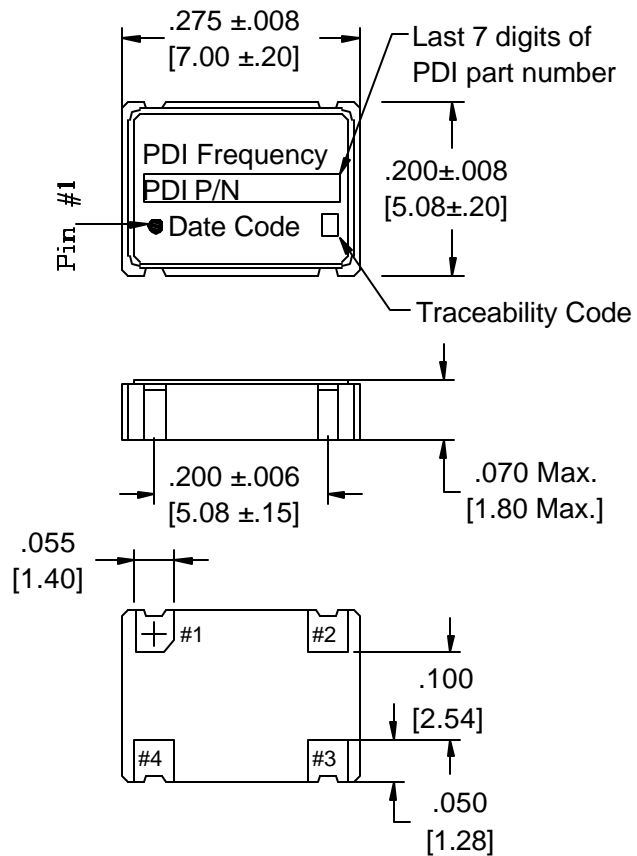 .275 ±.008
[7.00 ±.20]
Last 7 digits of
PDI part number
PDI Frequency
PDI P/N
Date Code
Pin #1
.200±.008
[5.08±.20]
Traceability Code
.200 ±.006
[5.08 ±.15]
.070 Max.
[1.80 Max.]
.055
[1.40]
#1
#2
.100
[2.54]
#4
#3
.050
[1.28]